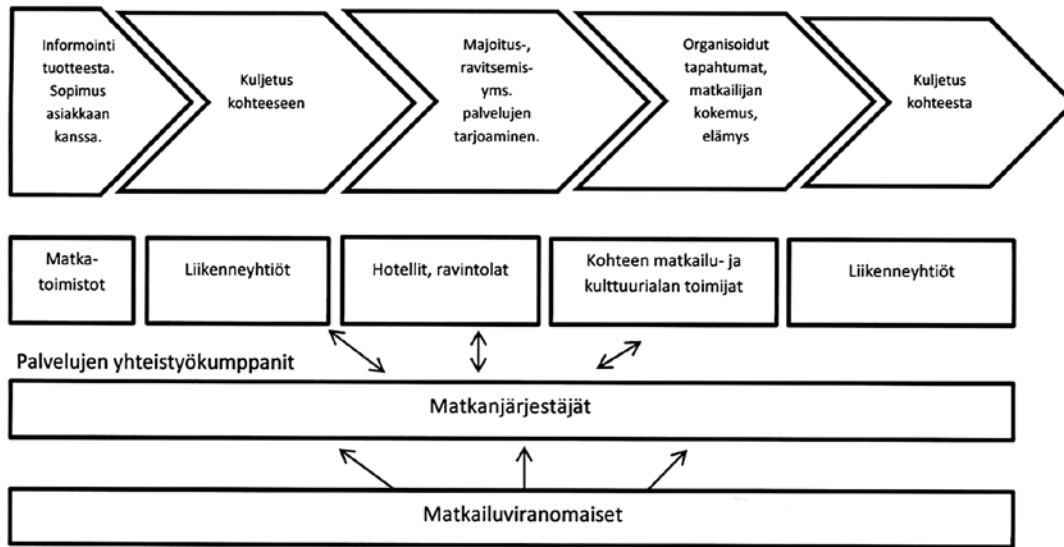 Informointi
tuotteesta.
Sopimus
asiakkaan
kanssa.
Kuljetus
kohteeseen
Majoitus-,
ravitsemis-
yms.
palvelujen
tarjoaminen.
Organisoidut
tapahtumat,
matkailijan
kokemus,
elämys
Kuljetus
kohteesta
Matka-
toimistot
Liikenneyhtiöt
Hotellit, ravintolat
Kohteen matkailu- ja
kulttuurialan toimijat
Liikenneyhtiöt
Palvelujen yhteistyökumppanit
Matkanjärjestäjät
Matkailuviranomaiset